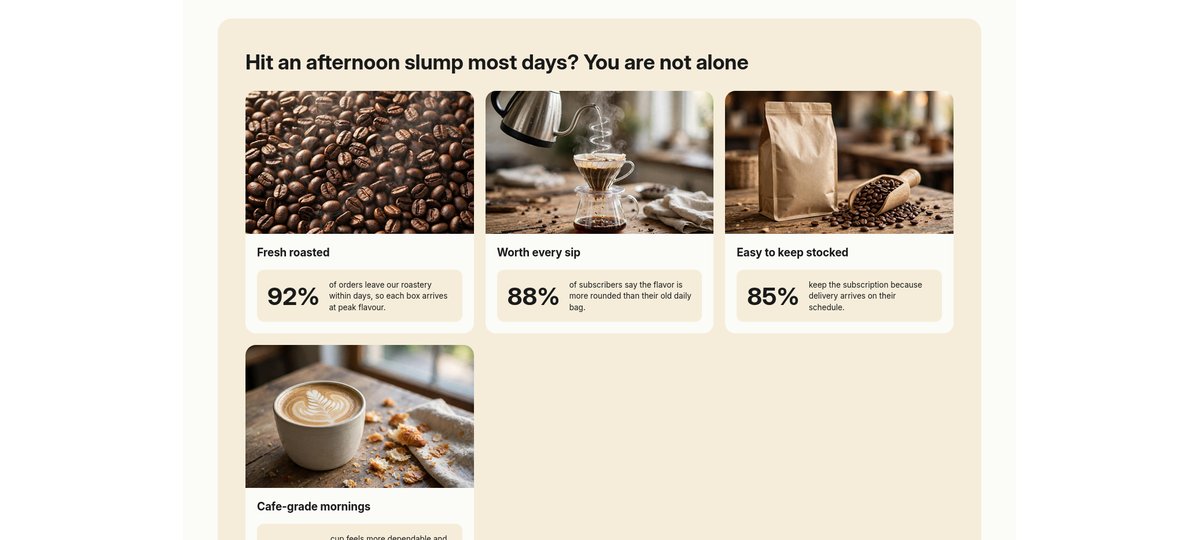 Hit an afternoon slump most days? You are not alone
Fresh roasted
92%
of orders leave our roastery
within days, so each box arrives
at peak flavour.
Worth every sip
88%
of subscribers say the flavor is
more rounded than their old daily
bag.
Easy to keep stocked
85%
keep the subscription because
delivery arrives on their
schedule.
Cafe-grade mornings
cup feels more dependable and